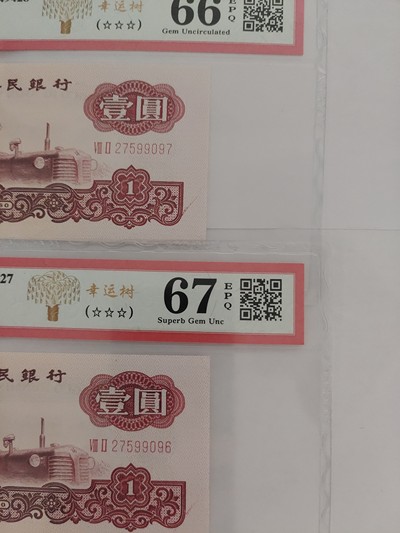 66 EPQ
幸运树
(☆☆☆)
Gem Uncirculated
民银行
壹圆
VIII II 27599097
1
27
67 EPQ
幸运树
(☆☆☆)
Superb Gem Unc
民银行
壹圆
VIII II 27599096
1